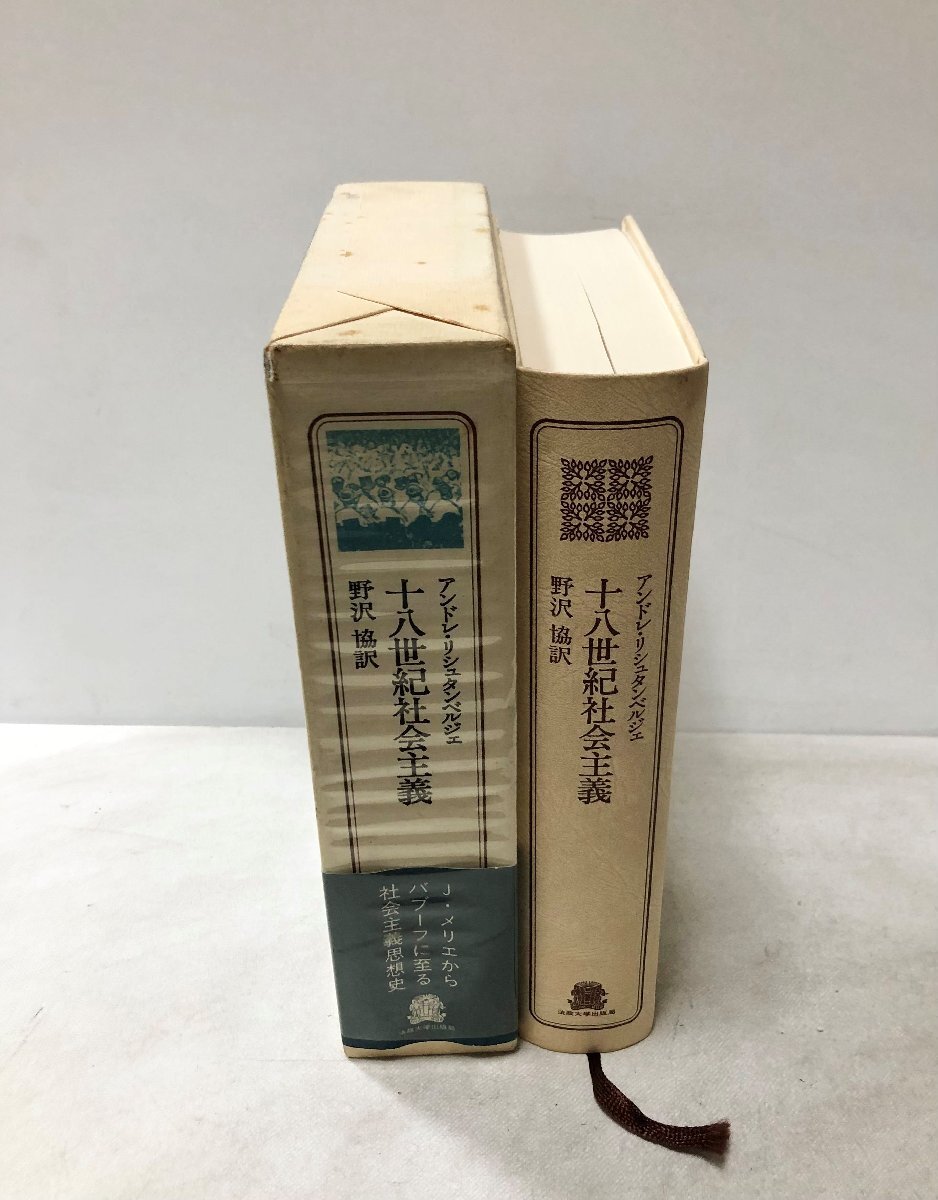 アンドレ・リシュタンベルジェ
十八世紀社会主義
野沢 協訳
J・メリエから
バブーフに至る
社会主義思想史
法政大学出版局
アンドレ・リシュタンベルジェ
十八世紀社会主義
野沢 協訳
法政大学出版局